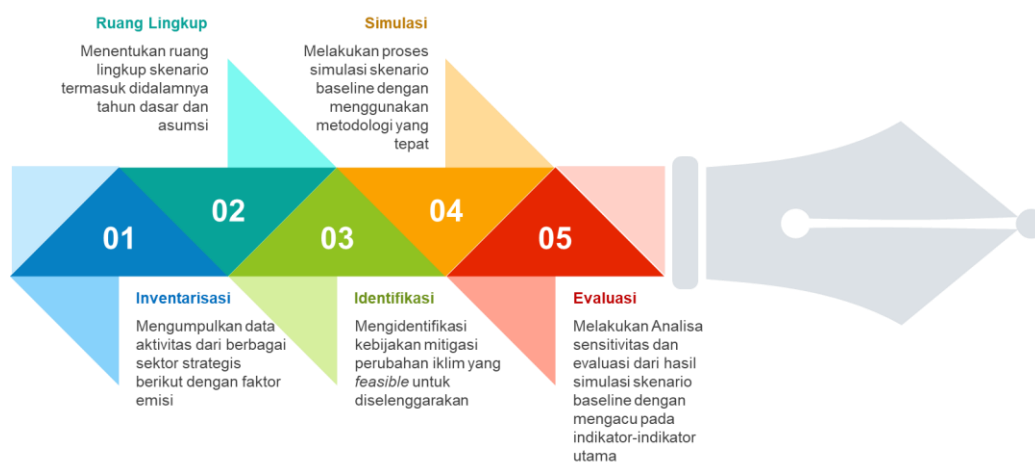 Ruang Lingkup
Menentukan ruang
lingkup skenario
termasuk didalamnya
tahun dasar dan
asumsi
Simulasi
Melakukan proses
simulasi skenario
baseline dengan
menggunakan
metodologi yang
tepat
01
02
03
04
05
Inventarisasi
Mengumpulkan data
aktivitas dari berbagai
sektor strategis
berikut dengan faktor
emisi
Identifikasi
Mengidentifikasi
kebijakan mitigasi
perubahan iklim yang
feasible untuk
diselenggarakan
Evaluasi
Melakukan Analisa
sensitivitas dan
evaluasi dari hasil
simulasi skenario
baseline dengan
mengacu pada
indikator-indikator
utama